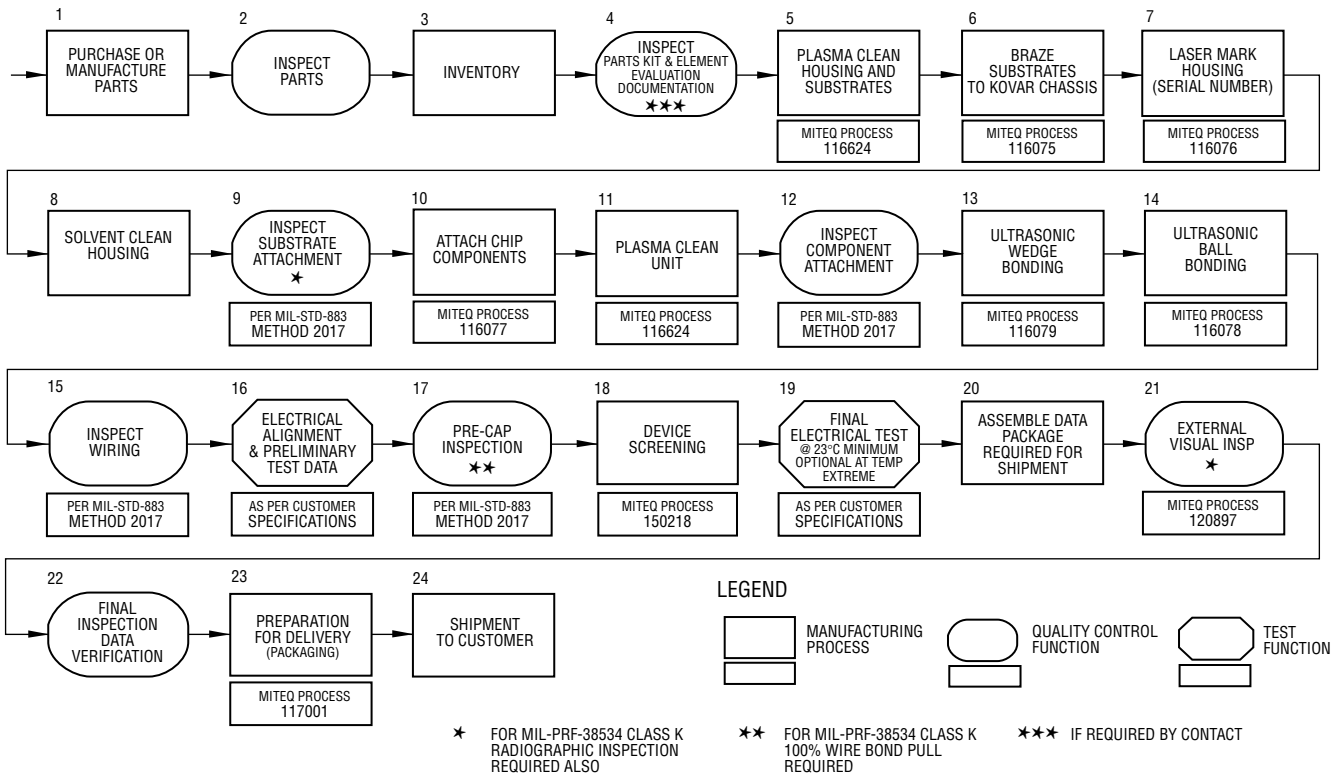 1
PURCHASE OR
MANUFACTURE
PARTS
2
INSPECT
PARTS
3
INVENTORY
4
INSPECT
PARTS KIT & ELEMENT
EVALUATION
DOCUMENTATION
★★★
5
PLASMA CLEAN
HOUSING AND
SUBSTRATES
MITEQ PROCESS
116624
6
BRAZE
SUBSTRATES
TO KOVAR CHASSIS
MITEQ PROCESS
116075
7
LASER MARK
HOUSING
(SERIAL NUMBER)
MITEQ PROCESS
116076
8
SOLVENT CLEAN
HOUSING
9
INSPECT
SUBSTRATE
ATTACHMENT
★
PER MIL-STD-883
METHOD 2017
10
ATTACH CHIP
COMPONENTS
MITEQ PROCESS
116077
11
PLASMA CLEAN
UNIT
MITEQ PROCESS
116624
12
INSPECT
COMPONENT
ATTACHMENT
PER MIL-STD-883
METHOD 2017
13
ULTRASONIC
WEDGE
BONDING
MITEQ PROCESS
116079
14
ULTRASONIC
BALL
BONDING
MITEQ PROCESS
116078
15
INSPECT
WIRING
PER MIL-STD-883
METHOD 2017
16
ELECTRICAL
ALIGNMENT
& PRELIMINARY
TEST DATA
AS PER CUSTOMER
SPECIFICATIONS
17
PRE-CAP
INSPECTION
★★
PER MIL-STD-883
METHOD 2017
18
DEVICE
SCREENING
MITEQ PROCESS
150218
19
FINAL
ELECTRICAL TEST
@ 23°C MINIMUM
OPTIONAL AT TEMP
EXTREME
AS PER CUSTOMER
SPECIFICATIONS
20
ASSEMBLE DATA
PACKAGE
REQUIRED FOR
SHIPMENT
21
EXTERNAL
VISUAL INSP
★
MITEQ PROCESS
120897
22
FINAL
INSPECTION
DATA
VERIFICATION
23
PREPARATION
FOR DELIVERY
(PACKAGING)
MITEQ PROCESS
117001
24
SHIPMENT
TO CUSTOMER
LEGEND
MANUFACTURING
PROCESS
QUALITY CONTROL
FUNCTION
TEST
FUNCTION
★ FOR MIL-PRF-38534 CLASS K
RADIOGRAPHIC INSPECTION
REQUIRED ALSO
★★ FOR MIL-PRF-38534 CLASS K
100% WIRE BOND PULL
REQUIRED
★★★ IF REQUIRED BY CONTACT